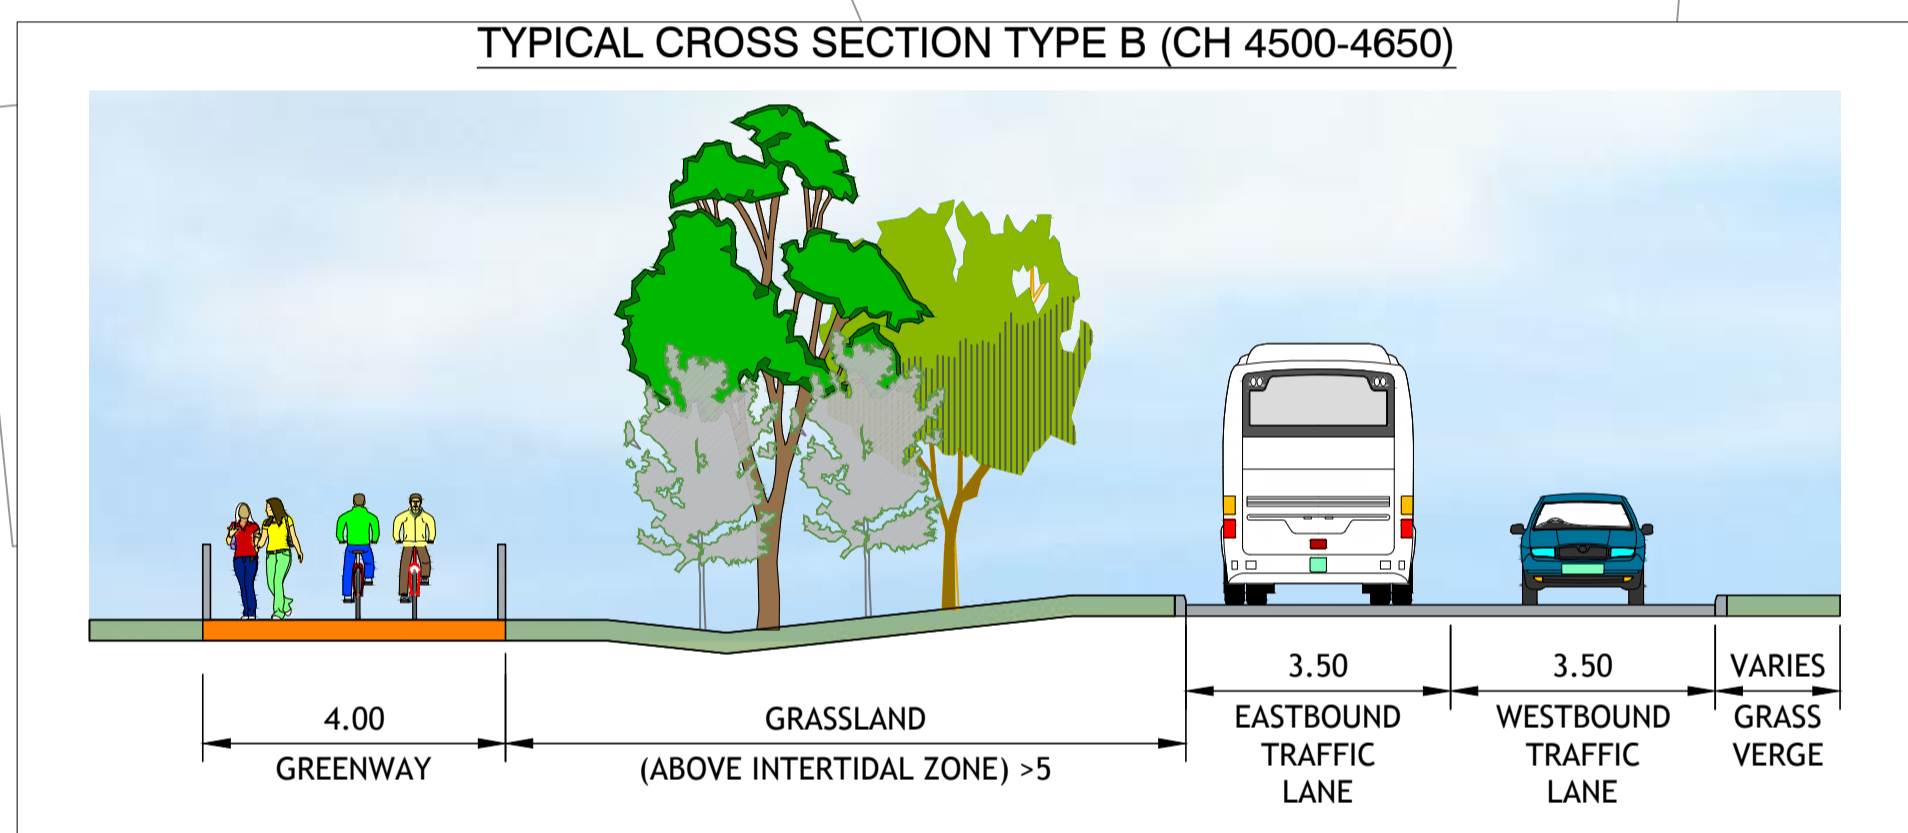 TYPICAL CROSS SECTION TYPE B (CH 4500-4650)
4.00
GREENWAY
GRASSLAND
(ABOVE INTERTIDAL ZONE) >5
3.50
EASTBOUND
TRAFFIC
LANE
3.50
WESTBOUND
TRAFFIC
LANE
VARIES
GRASS
VERGE